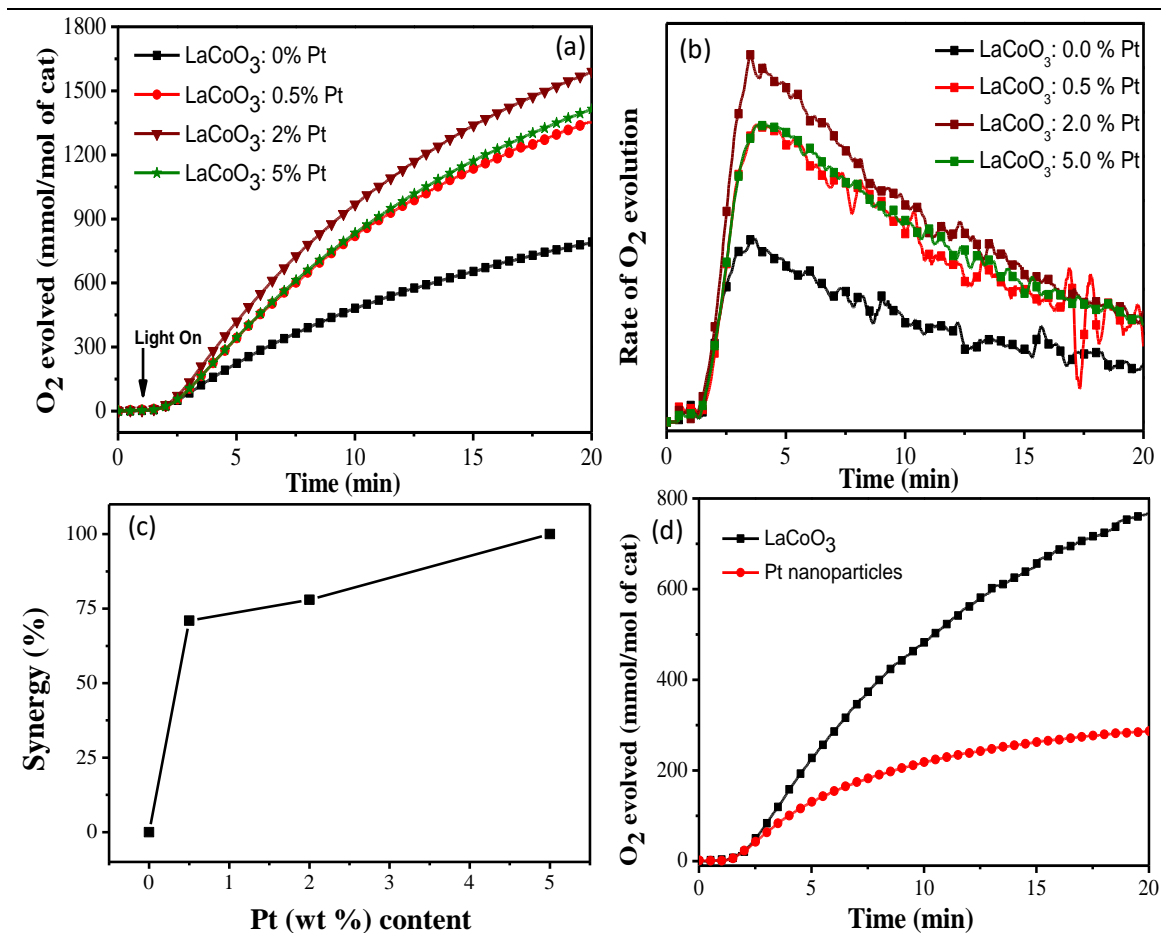 (a)
LaCoO3: 0% Pt
LaCoO3: 0.5% Pt
LaCoO3: 2% Pt
LaCoO3: 5% Pt
Light On
O2 evolved (mmol/mol of cat)
1800
1500
1200
900
600
300
0
0 5 10 15 20
Time (min)
(b)
LaCoO3: 0.0 % Pt
LaCoO3: 0.5 % Pt
LaCoO3: 2.0 % Pt
LaCoO3: 5.0 % Pt
Rate of O2 evolution
0 5 10 15 20
Time (min)
(c)
Synergy (%)
100
75
50
25
0
0 1 2 3 4 5
Pt (wt %) content
(d)
LaCoO3
Pt nanoparticles
O2 evolved (mmol/mol of cat)
800
600
400
200
0
0 5 10 15 20
Time (min)